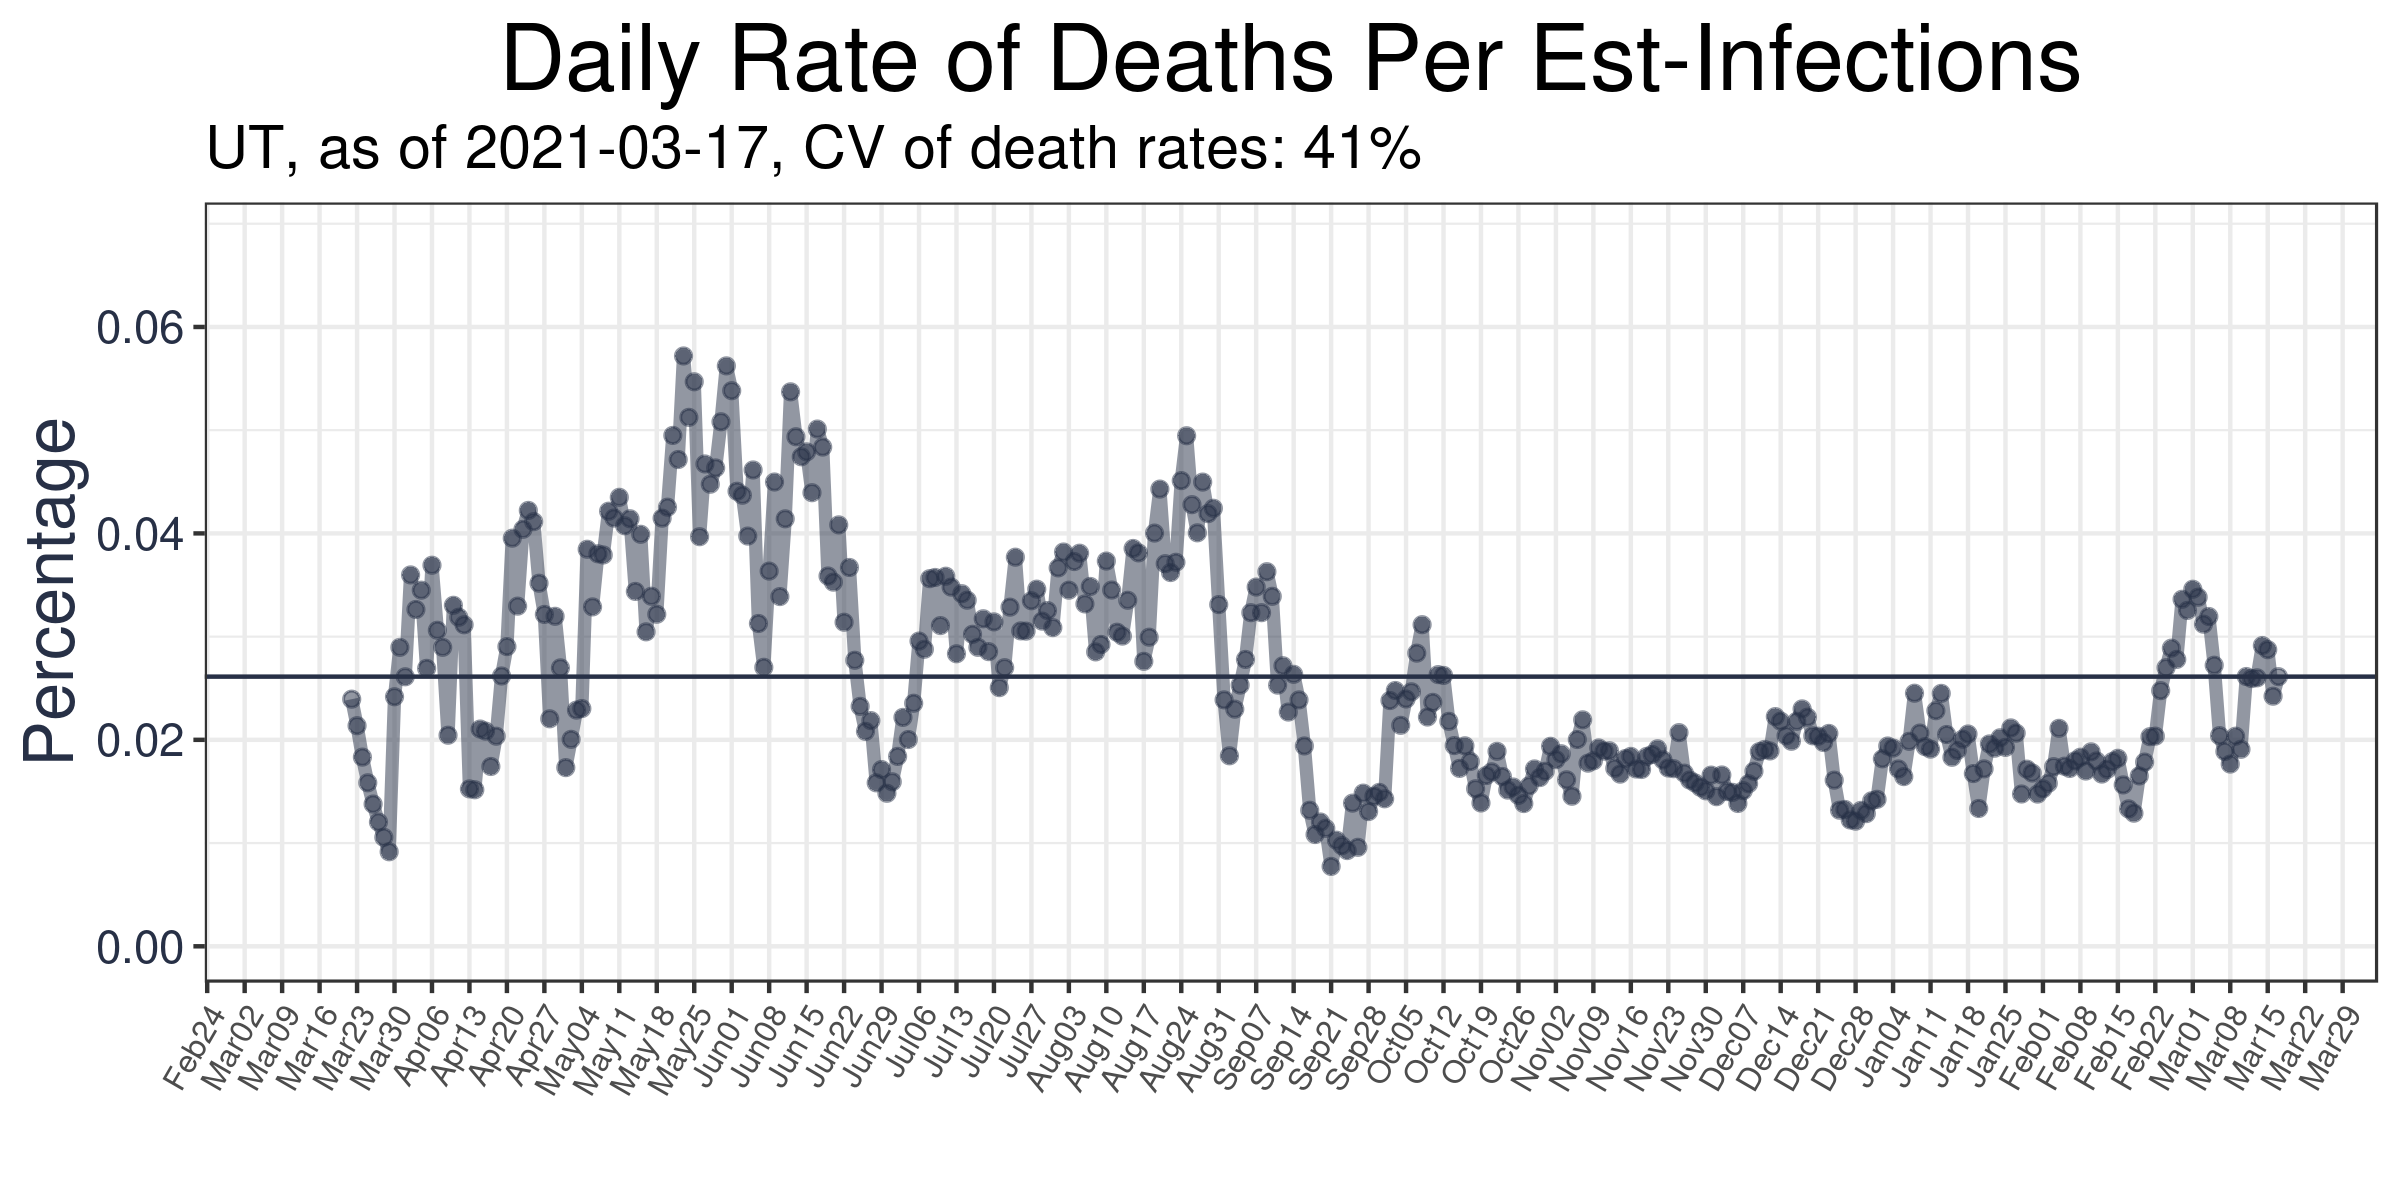 Daily Rate of Deaths Per Est-Infections
UT, as of 2021-03-17, CV of death rates: 41%
Percentage
0.06
0.04
0.02
0.00
Feb24 Mar02 Mar09 Mar16 Mar23 Mar30 Apr06 Apr13 Apr20 Apr27 May04 May11 May18 May25 Jun01 Jun08 Jun15 Jun22 Jun29 Jul06 Jul13 Jul20 Jul27 Aug03 Aug10 Aug17 Aug24 Aug31 Sep07 Sep14 Sep21 Sep28 Oct05 Oct12 Oct19 Oct26 Nov02 Nov09 Nov16 Nov23 Nov30 Dec07 Dec14 Dec21 Dec28 Jan04 Jan11 Jan18 Jan25 Feb01 Feb08 Feb15 Feb22 Mar01 Mar08 Mar15 Mar22 Mar29